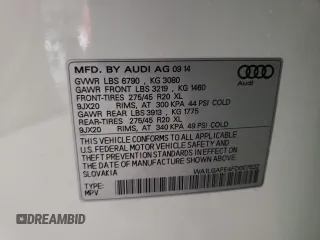 MFD. BY AUDI AG 09 14
GVWR LBS 6790 , KG 3080
GAWR FRONT LBS 3219 , KG 1460
FRONT-TIRES 275/45 R20 XL
9JX20 RIMS, AT 300 KPA 44 PSI COLD
GAWR REAR LBS 3913 , KG 1775
REAR-TIRES 275/45 R20 XL
9JX20 RIMS, AT 340 KPA 49 PSI COLD
Audi
THIS VEHICLE CONFORMS TO ALL APPLICABLE U.S.
FEDERAL MOTOR VEHICLE SAFETY AND
THEFT PREVENTION STANDARDS IN EFFECT ON
THE DATE OF MANUFACTURE SHOWN ABOVE.
SLOVAKIA
TYPE:
MPV
DREAMBID
DREAMBID.COM